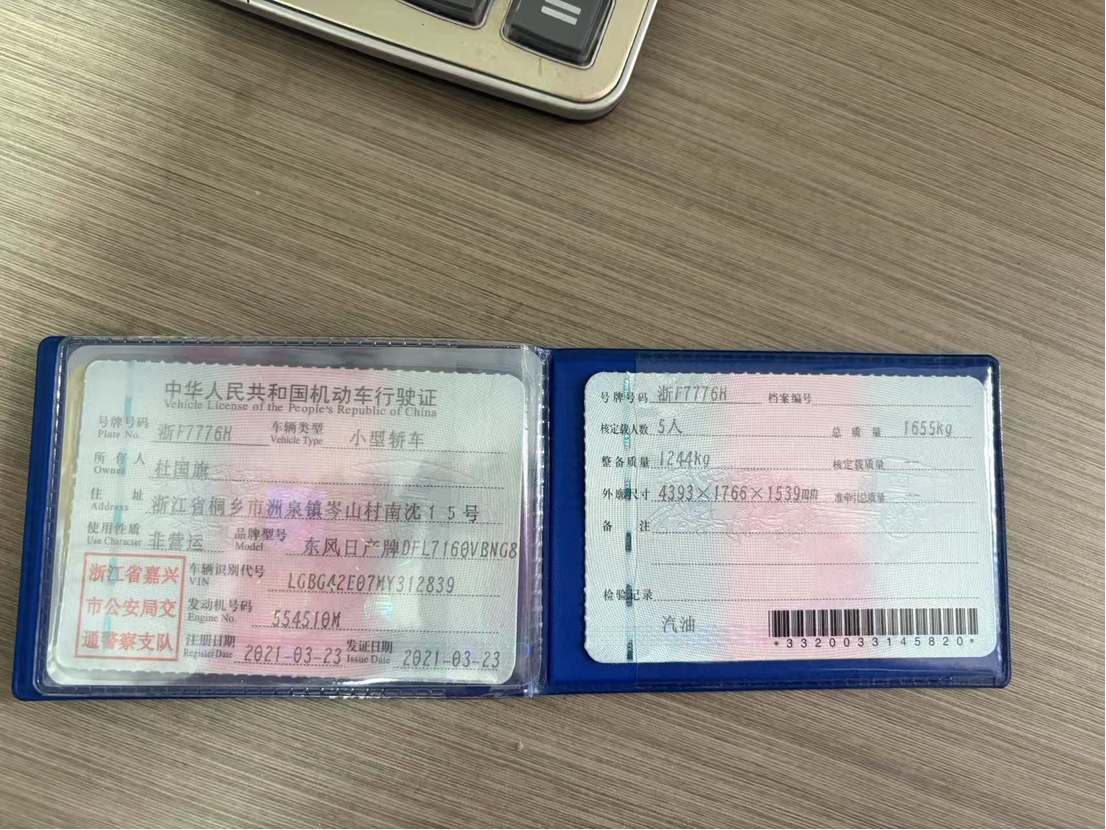 中华人民共和国机动车行驶证
Vehicle License of the People's Republic of China
号牌号码 浙F7776H 车辆类型 小型轿车
Plate No. Vehicle Type
所有人 杜国旗
Owner
住址 浙江省桐乡市洲泉镇岑山村南沈15号
Address
使用性质 非营运 品牌型号 东风日产牌DFL7160VBNG8
Use Character Model
浙江省嘉兴
市公安局交
通警察支队
车辆识别代号 LGBG42E07MY312839
VIN
发动机号码 554510M
Engine No.
注册日期 2021-03-23 发证日期 2021-03-23
Register Date Issue Date
号牌号码 浙F7776H 档案编号
核定载人数 5人 总质量 1655kg
整备质量 1244kg 核定载质量
外廓尺寸 4393×1766×1539mm 准牵引总质量 --
备注
检验记录
汽油
*3320033145820*